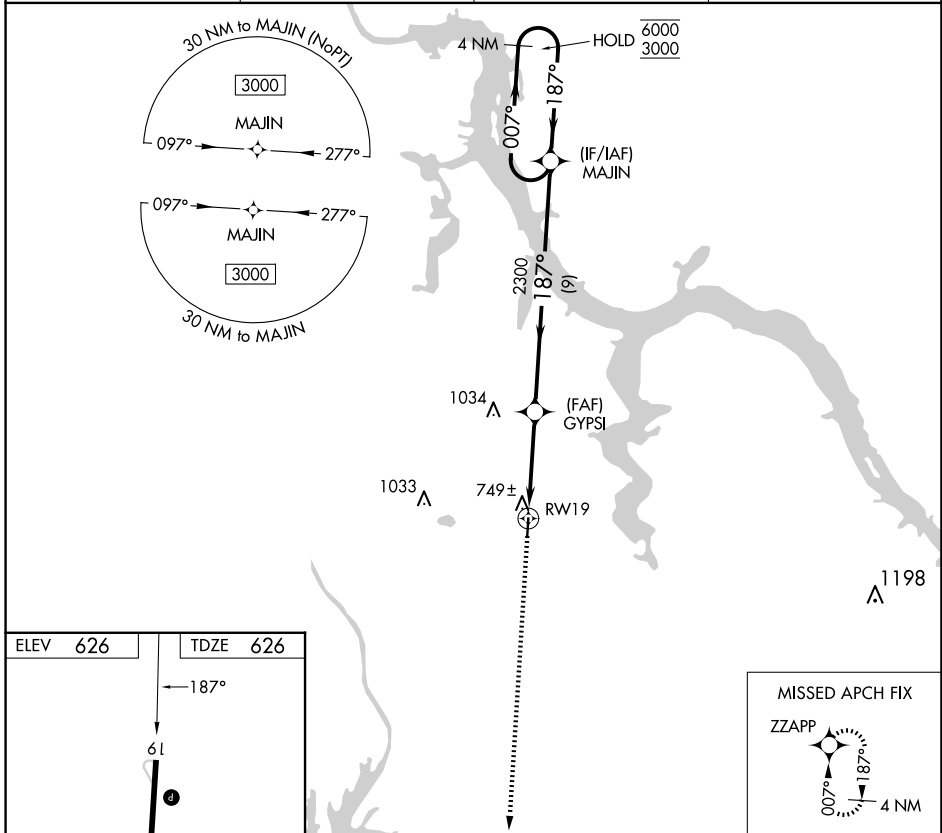 30 NM to MAJIN (NoPT)
3000
MAJIN
097°
277°
097°
277°
MAJIN
3000
30 NM to MAJIN
4 NM
HOLD
6000
3000
007°
187°
(IF/IAF)
MAJIN
2300
187°
(9)
1034
(FAF)
GYPSI
1033
749±
RW19
1198
ELEV 626
TDZE 626
187°
19
P
MISSED APCH FIX
ZZAPP
007°
187°
4 NM